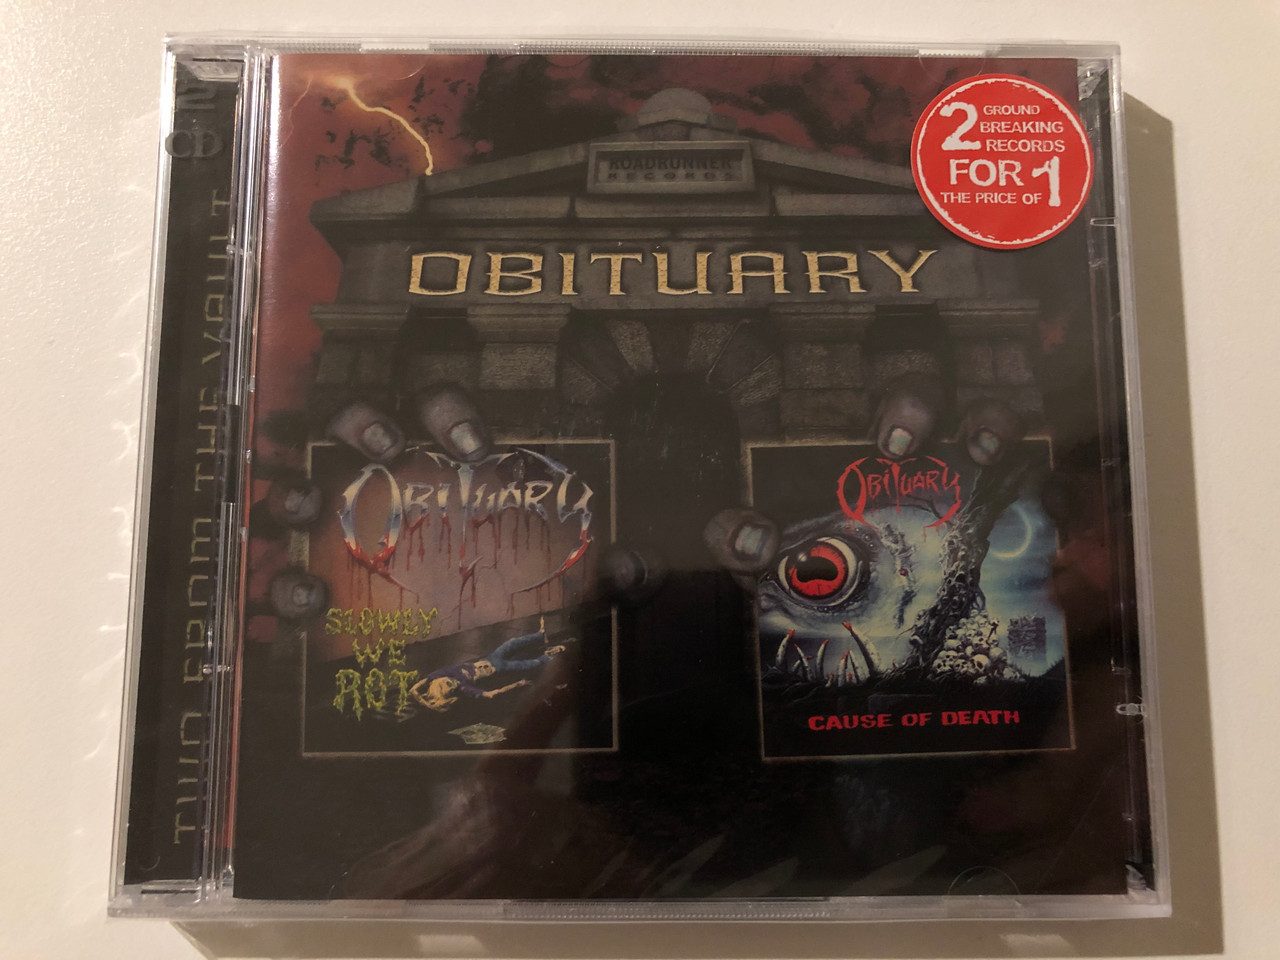 2 CD
TWO FROM THE VAULT
ROADRUNNER
RECORDS
OBITUARY
2 GROUND
BREAKING
RECORDS
FOR 1
THE PRICE OF
OBITUARY
SLOWLY
WE
ROT
OBITUARY
CAUSE OF DEATH